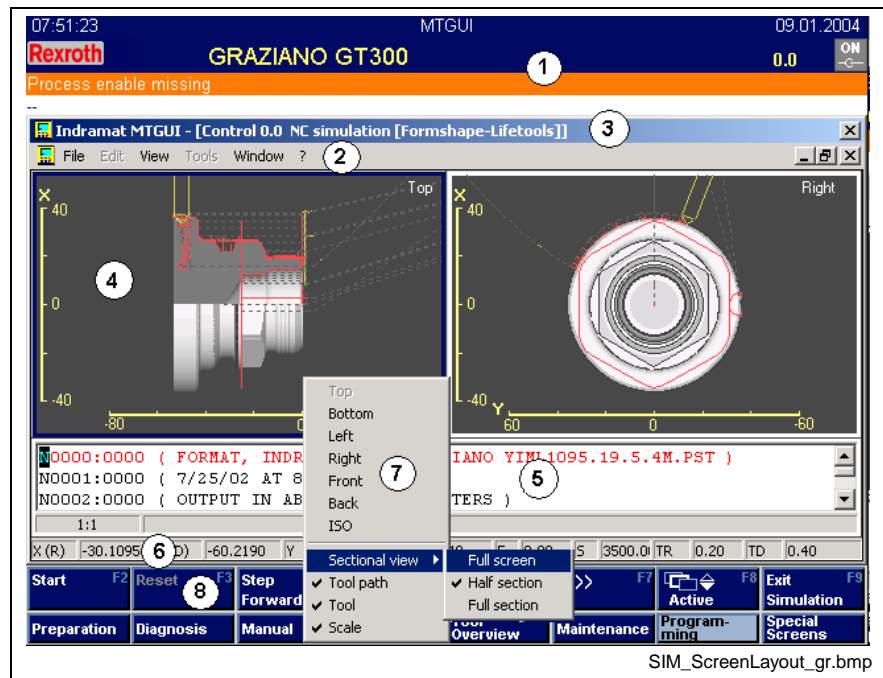 07:51:23 MTGUI 09.01.2004
Rexroth GRAZIANO GT300 1 0.0 ON
Process enable missing
--
Indramat MTGUI - [Control 0.0 NC simulation [Formshape-Lifetools]] 3
File Edit View Tools Window ? 2
X Top
40
4
0
-40
-80
X Right
40
0
-40 Y
60 0 -60
Top
Bottom
Left
Right 7
Front
Back
ISO
Sectional view
Tool path
Tool
Scale
Full screen
Half section
Full section
N0000:0000 ( FORMAT, INDR IANO YIML1095.19.5.4M.PST )
N0001:0000 ( 7/25/02 AT 8 5
N0002:0000 ( OUTPUT IN AB TERS )
1:1
X (R) -30.1095 6 D) -60.2190 Y S 3500.0 TR 0.20 TD 0.40
Start F2 Reset F3 Step Forward >> F7 Active F8 Exit Simulation F9
8
Preparation Diagnosis Manual Overview Maintenance Program-ming Special Screens
SIM_ScreenLayout_gr.bmp